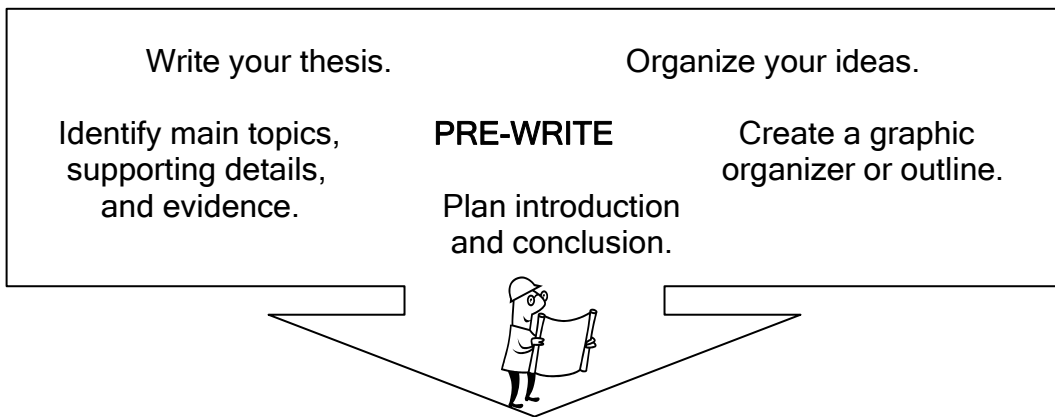 Write your thesis.
Organize your ideas.
Identify main topics,
supporting details,
and evidence.
PRE-WRITE
Create a graphic
organizer or outline.
Plan introduction
and conclusion.